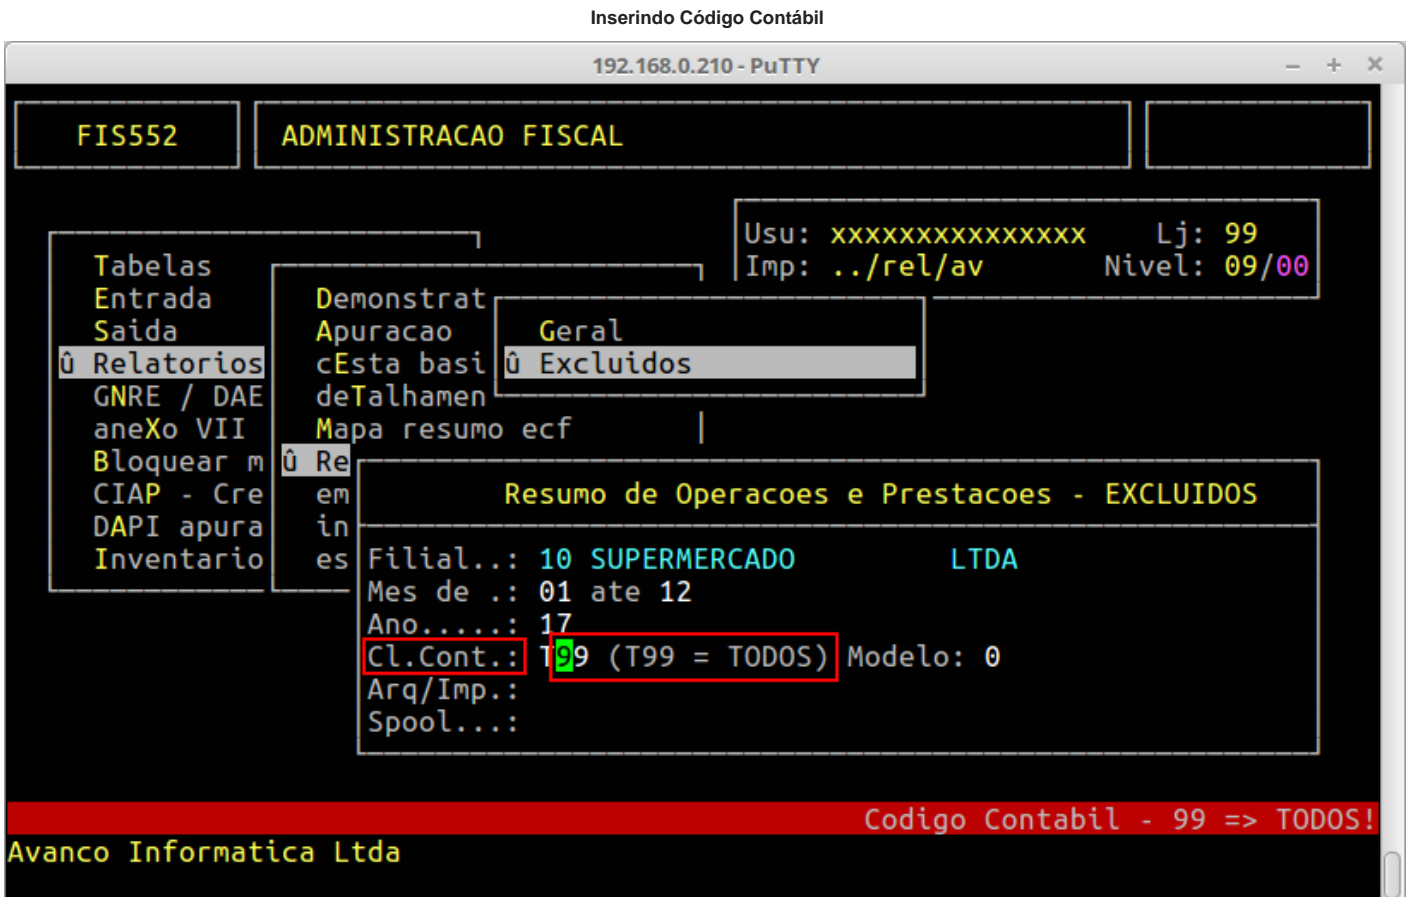 Inserindo Código Contábil
192.168.0.210 - PuTTY
FIS552
ADMINISTRACAO FISCAL
Usu: xxxxxxxxxxxxxxx Lj: 99
Imp: ../rel/av Nivel: 09/00
Tabelas
Entrada
Saida
û Relatorios
GNRE / DAE
aneXo VII
Bloquear m
CIAP - Cre
DAPI apura
Inventario
Demonstrat
Apuracao
cEsta basi
deTalhamen
Mapa resumo ecf
û Re
em
in
es
Geral
û Excluidos
Resumo de Operacoes e Prestacoes - EXCLUIDOS
Filial..: 10 SUPERMERCADO LTDA
Mes de .: 01 ate 12
Ano.....: 17
Cl.Cont.: T99 (T99 = TODOS) Modelo: 0
Arq/Imp.:
Spool...:
Codigo Contabil - 99 => TODOS!
Avanco Informatica Ltda